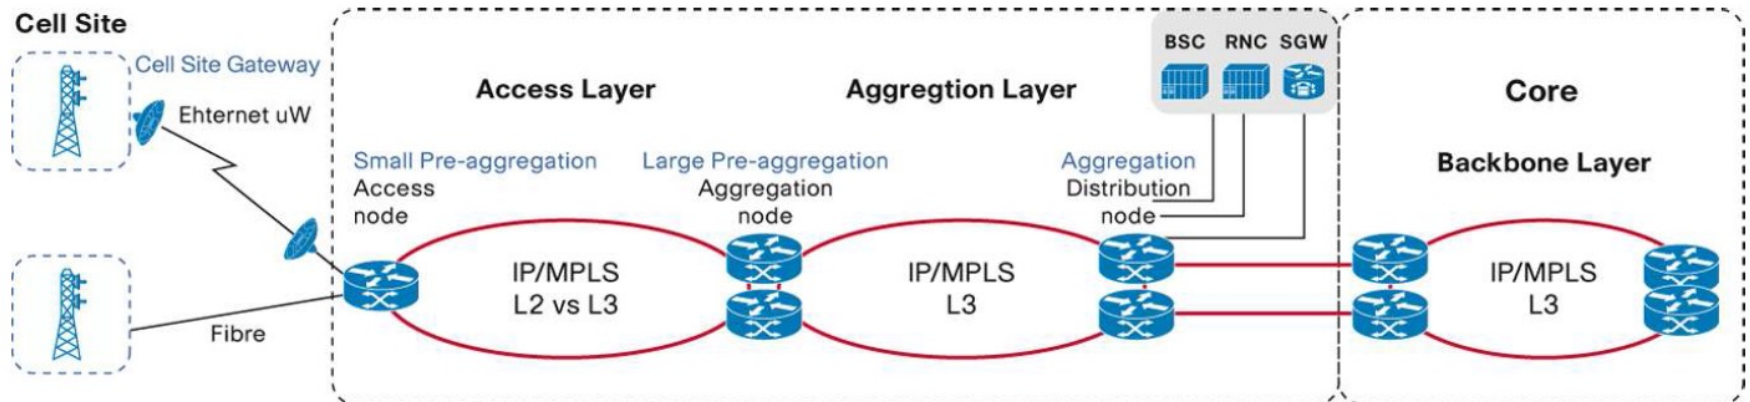 Cell Site
Cell Site Gateway
Ehternet uW
Fibre
Access Layer
Small Pre-aggregation
Access
node
IP/MPLS
L2 vs L3
Aggregtion Layer
Large Pre-aggregation
Aggregation
node
IP/MPLS
L3
BSC RNC SGW
Aggregation
Distribution
node
Core
Backbone Layer
IP/MPLS
L3